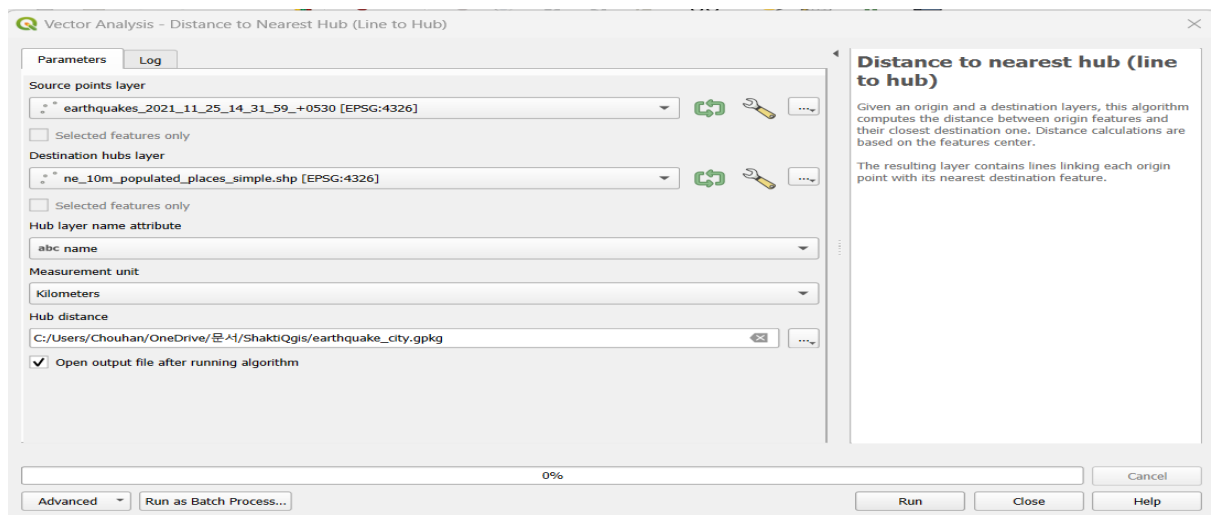 Vector Analysis - Distance to Nearest Hub (Line to Hub)
Parameters
Log
Source points layer
earthquakes_2021_11_25_14_31_59_+0530 [EPSG:4326]
Selected features only
Destination hubs layer
ne_10m_populated_places_simple.shp [EPSG:4326]
Selected features only
Hub layer name attribute
abc name
Measurement unit
Kilometers
Hub distance
C:/Users/Chouhan/OneDrive/문서/ShaktiQgis/earthquake_city.gpkg
Open output file after running algorithm
Distance to nearest hub (line
to hub)
Given an origin and a destination layers, this algorithm
computes the distance between origin features and
their closest destination one. Distance calculations are
based on the features center.
The resulting layer contains lines linking each origin
point with its nearest destination feature.
0%
Cancel
Advanced
Run as Batch Process...
Run
Close
Help